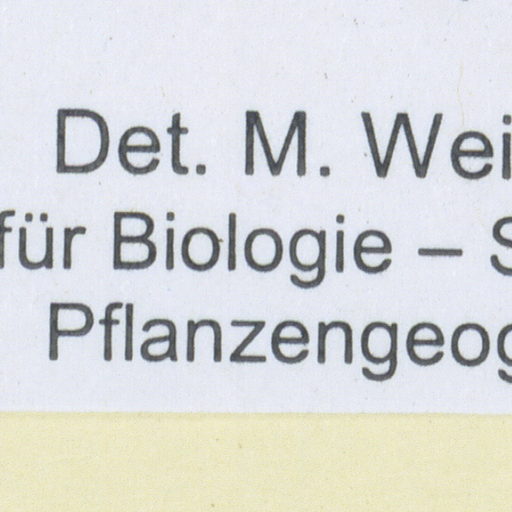 Det. M. Wei
für Biologie – S
Pflanzengeog